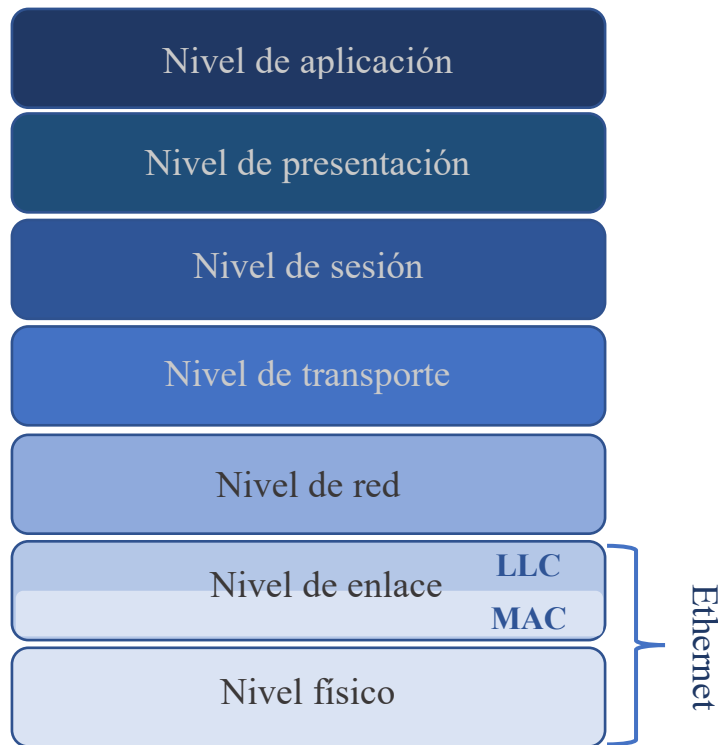 Nivel de aplicación
Nivel de presentación
Nivel de sesión
Nivel de transporte
Nivel de red
LLC
Nivel de enlace
MAC
Ethernet
Nivel físico